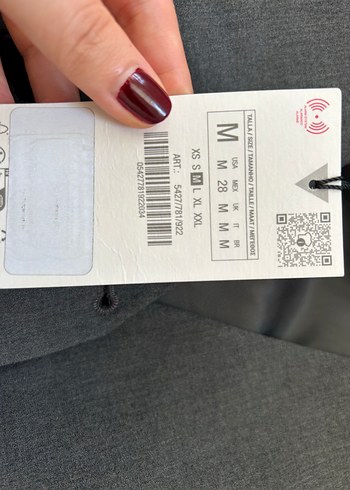 TALLA / SIZE / TAMANHO / TAILLE / MAAT / ΜΕΓΕΘΟΣ
M
USA MEX UK IT BR
M 28 M M M
XS S M L XL XXL
ART.: 5427/781/922
05427781922034